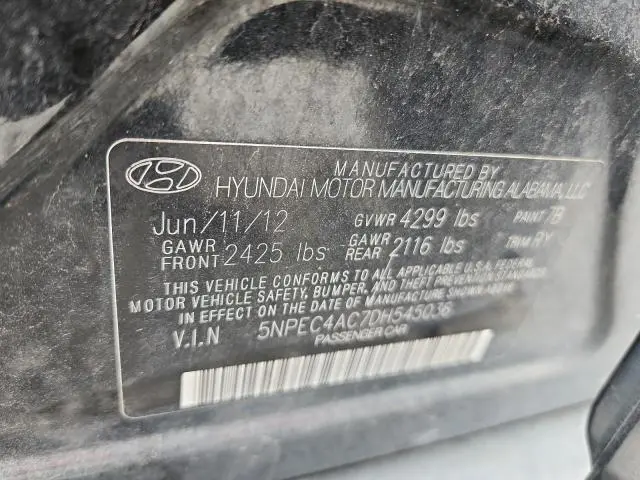 MANUFACTURED BY
HYUNDAI MOTOR MANUFACTURING ALABAMA, LLC
Jun/11/12 GVWR 4299 lbs PAINT 7B
GAWR FRONT 2425 lbs GAWR REAR 2116 lbs TRIM RY
THIS VEHICLE CONFORMS TO ALL APPLICABLE U.S.A. FEDERAL
MOTOR VEHICLE SAFETY, BUMPER, AND THEFT PREVENTION STANDARDS
IN EFFECT ON THE DATE OF MANUFACTURE SHOWN ABOVE
V.I.N 5NPEC4AC7DH545036
PASSENGER CAR